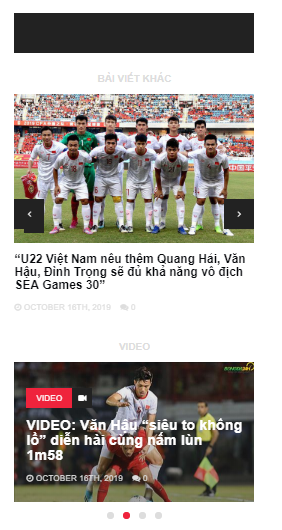 BÀI VIẾT KHÁC
“U22 Việt Nam nêu thêm Quang Hải, Văn
Hậu, Đình Trọng sẽ đủ khả năng vô địch
SEA Games 30”
OCTOBER 16TH, 2019 0
VIDEO
VIDEO
VIDEO: Văn Hậu “siêu to khổng
lồ” diễn hài cùng nấm lùn
1m58
OCTOBER 16TH, 2019 0